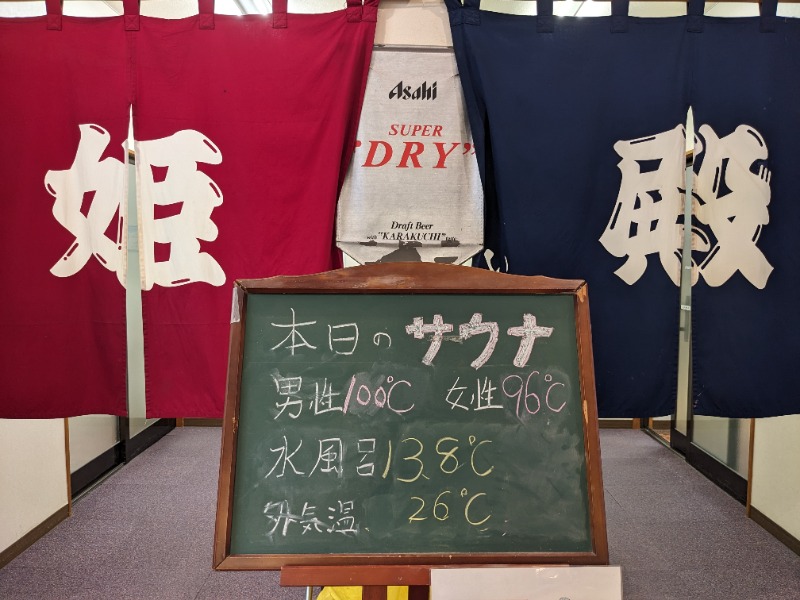 姫
殿
Asahi
SUPER
"DRY"
Draft Beer
"KARAKUCHI"
本日のサウナ
男性100℃ 女性96℃
水風呂13.8℃
外気温、26℃